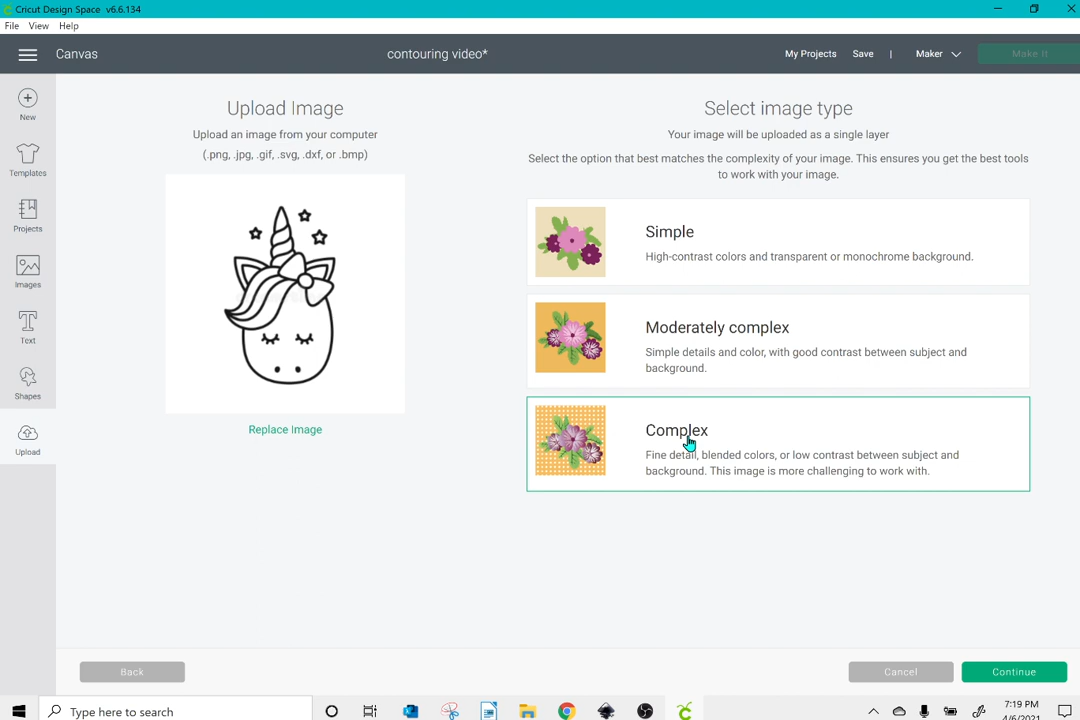 Cricut Design Space v6.6.134
File View Help
Canvas
contouring video*
My Projects Save | Maker Make It
New
Templates
Projects
Images
Text
Shapes
Upload
Upload Image
Upload an image from your computer
(.png, .jpg, .gif, .svg, .dxf, or .bmp)
Replace Image
Select image type
Your image will be uploaded as a single layer
Select the option that best matches the complexity of your image. This ensures you get the best tools
to work with your image.
Simple
High-contrast colors and transparent or monochrome background.
Moderately complex
Simple details and color, with good contrast between subject and
background.
Complex
Fine detail, blended colors, or low contrast between subject and
background. This image is more challenging to work with.
Back
Cancel
Continue
Type here to search
7:19 PM
4/6/2021